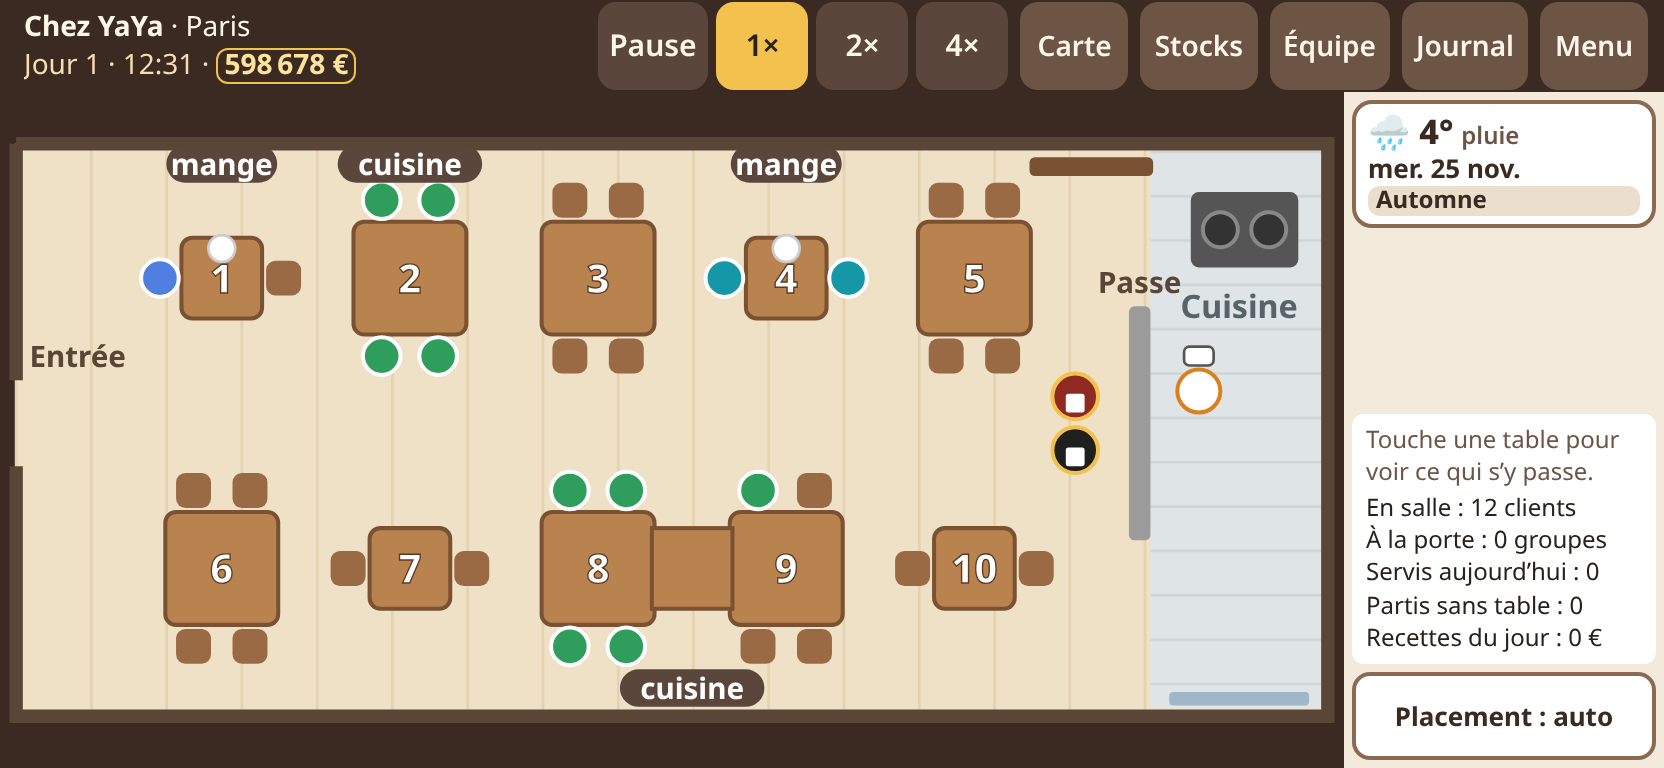 Chez YaYa · Paris
Jour 1 · 12:31 · 598 678 €
Pause
1×
2×
4×
Carte
Stocks
Équipe
Journal
Menu
4° pluie
mer. 25 nov.
Automne
mange
cuisine
mange
1
2
3
4
5
Passe
Cuisine
Entrée
6
7
8
9
10
cuisine
Touche une table pour
voir ce qui s’y passe.
En salle : 12 clients
À la porte : 0 groupes
Servis aujourd’hui : 0
Partis sans table : 0
Recettes du jour : 0 €
Placement : auto